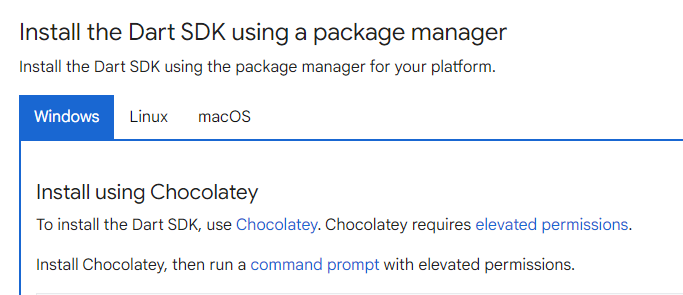 Install the Dart SDK using a package manager
Install the Dart SDK using the package manager for your platform.
Windows Linux macOS
Install using Chocolatey
To install the Dart SDK, use Chocolatey. Chocolatey requires elevated permissions.
Install Chocolatey, then run a command prompt with elevated permissions.